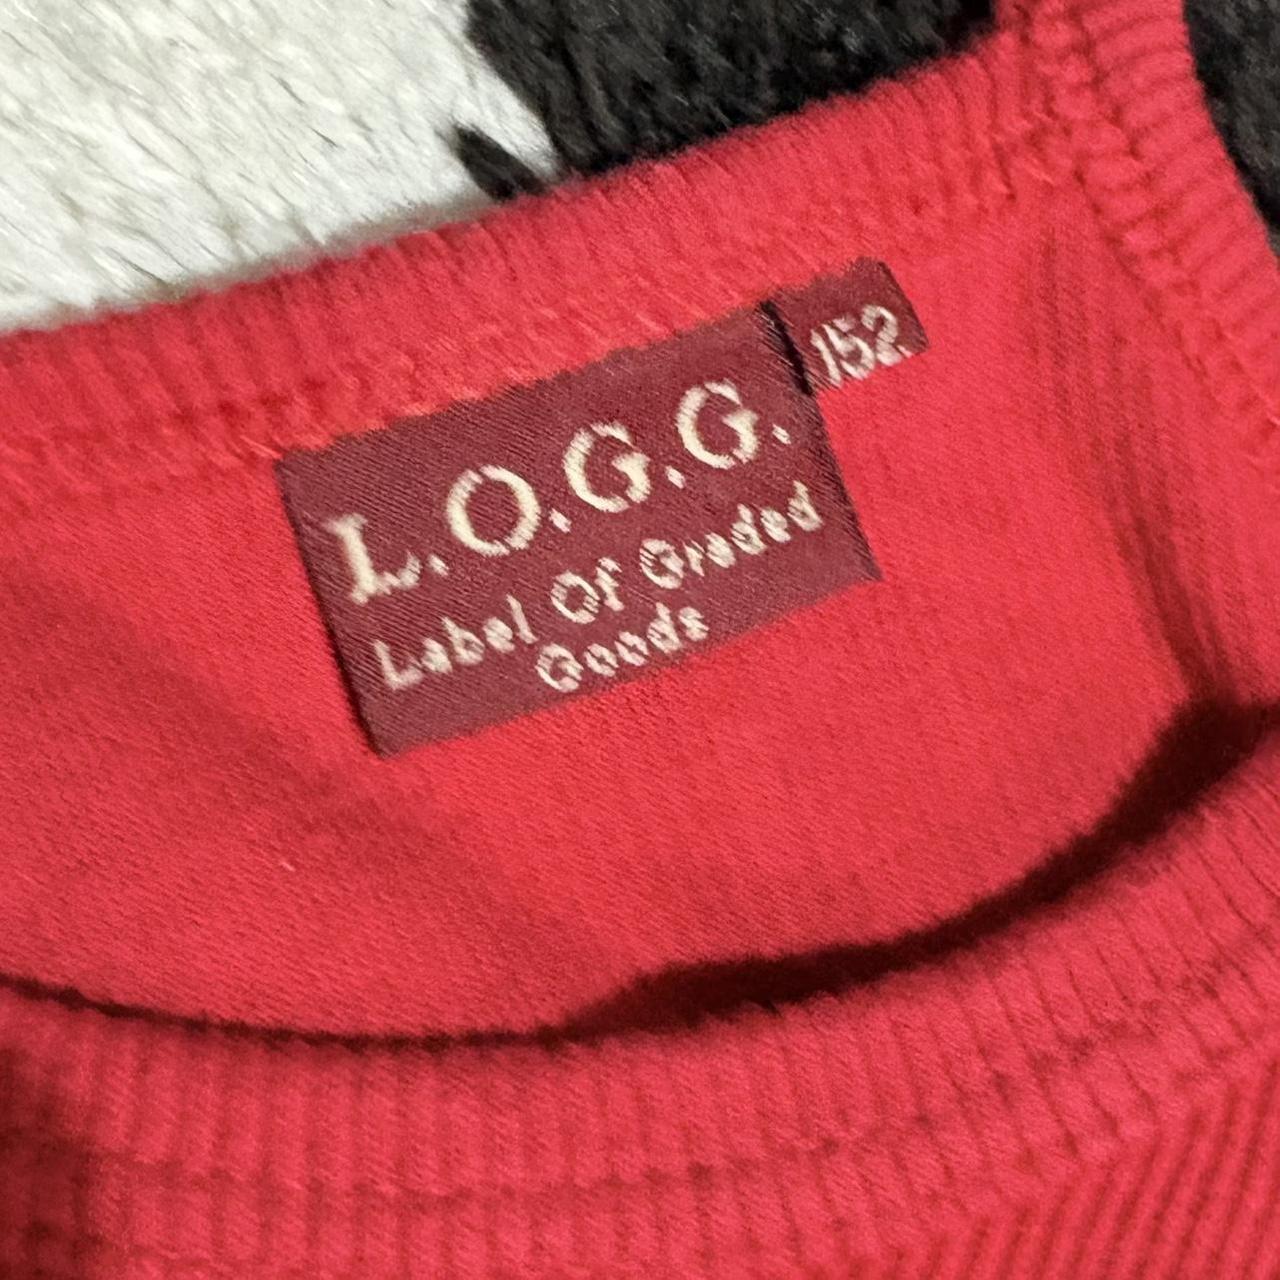 L.O.G.G.
Label Of Graded
Goods
152